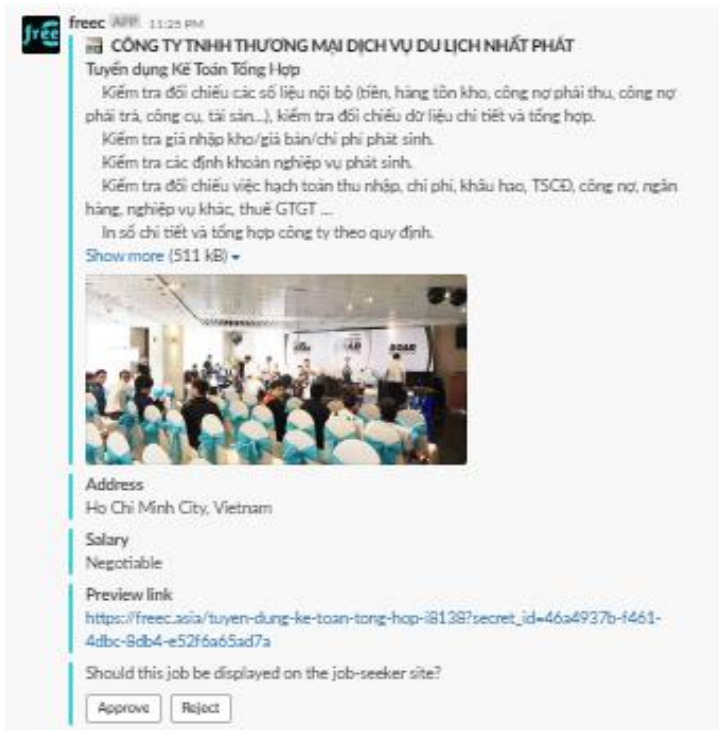 freec APP 11:25 PM
CÔNG TY TNHH THƯƠNG MẠI DỊCH VỤ DU LỊCH NHẤT PHÁT
Tuyển dụng Kế Toán Tổng Hợp
Kiểm tra đối chiếu các số liệu nội bộ (tiền, hàng tồn kho, công nợ phải thu, công nợ
phải trả, công cụ, tài sản...), kiểm tra đối chiếu dữ liệu chi tiết và tổng hợp.
Kiểm tra giá nhập kho/giá bán/chi phí phát sinh.
Kiểm tra các định khoản nghiệp vụ phát sinh.
Kiểm tra đối chiếu việc hạch toán thu nhập, chi phí, khấu hao, TSCĐ, công nợ, ngân
hàng, nghiệp vụ khác, thuế GTGT ...
In sổ chi tiết và tổng hợp công ty theo quy định.
Show more (511 kB)
ROAD
Address
Ho Chi Minh City, Vietnam
Salary
Negotiable
Preview link
https://freec.asia/tuyen-dung-ke-toan-tong-hop-i8138?secret_id=46a4937b-f461-
4dbc-8db4-e52f6a65ad7a
Should this job be displayed on the job-seeker site?
Approve Reject